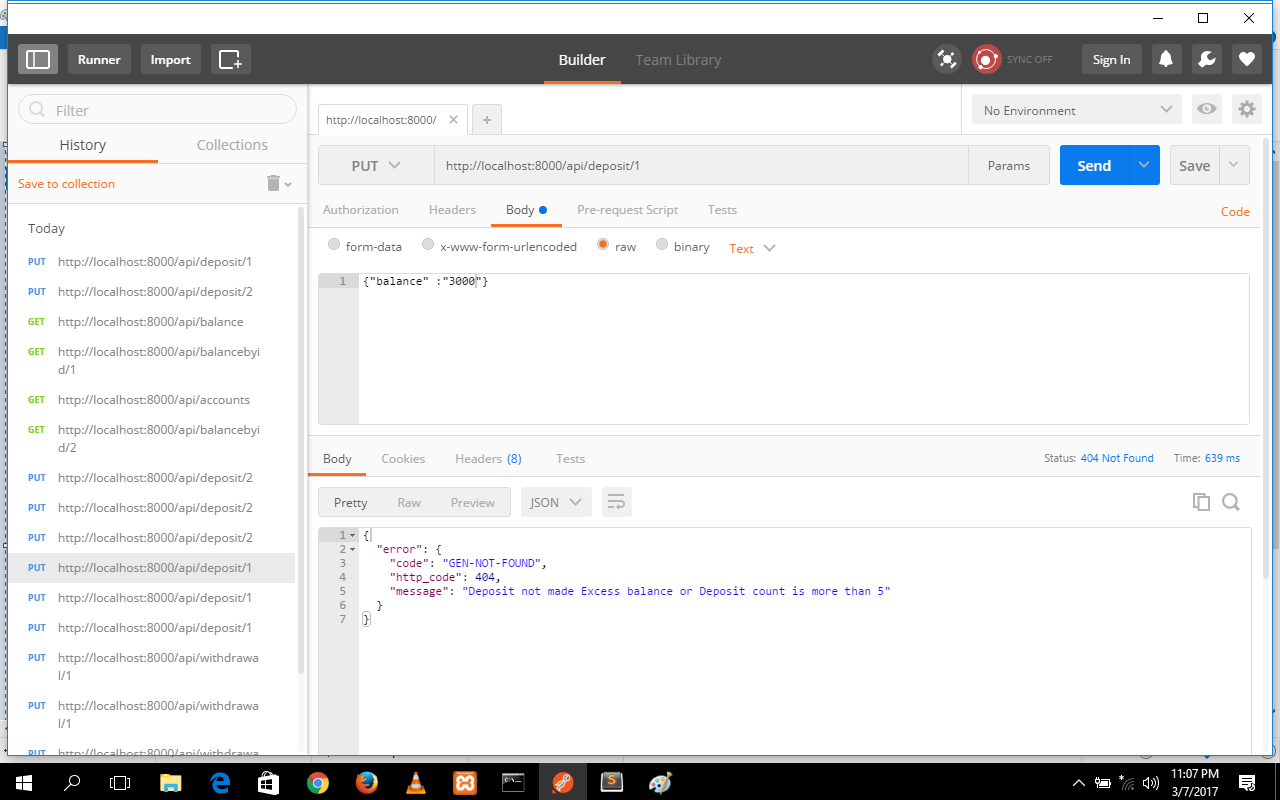 Runner
Import
Builder
Team Library
SYNC OFF
Sign In
Filter
History
Collections
Save to collection
Today
PUT http://localhost:8000/api/deposit/1
PUT http://localhost:8000/api/deposit/2
GET http://localhost:8000/api/balance
GET http://localhost:8000/api/balancebyi
d/1
GET http://localhost:8000/api/accounts
GET http://localhost:8000/api/balancebyi
d/2
PUT http://localhost:8000/api/deposit/2
PUT http://localhost:8000/api/deposit/2
PUT http://localhost:8000/api/deposit/2
PUT http://localhost:8000/api/deposit/1
PUT http://localhost:8000/api/deposit/1
PUT http://localhost:8000/api/deposit/1
PUT http://localhost:8000/api/withdrawa
l/1
PUT http://localhost:8000/api/withdrawa
l/1
PUT http://localhost:8000/api/withdrawa
http://localhost:8000/
No Environment
PUT http://localhost:8000/api/deposit/1 Params Send Save
Authorization Headers Body Pre-request Script Tests Code
form-data x-www-form-urlencoded raw binary Text
1 {"balance" :"3000"}
Body Cookies Headers (8) Tests Status: 404 Not Found Time: 639 ms
Pretty Raw Preview JSON
1 {
2 "error": {
3 "code": "GEN-NOT-FOUND",
4 "http_code": 404,
5 "message": "Deposit not made Excess balance or Deposit count is more than 5"
6 }
7 }
11:07 PM
3/7/2017